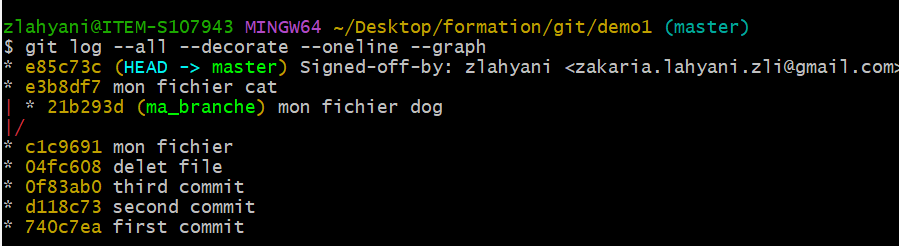 zlahyani@ITEM-S107943 MINGW64 ~/Desktop/formation/git/demo1 (master)
$ git log --all --decorate --oneline --graph
* e85c73c (HEAD -> master) Signed-off-by: zlahyani <zakaria.lahyani.zli@gmail.com>
* e3b8df7 mon fichier cat
| * 21b293d (ma_branche) mon fichier dog
|/
* c1c9691 mon fichier
* 04fc608 delet file
* 0f83ab0 third commit
* d118c73 second commit
* 740c7ea first commit